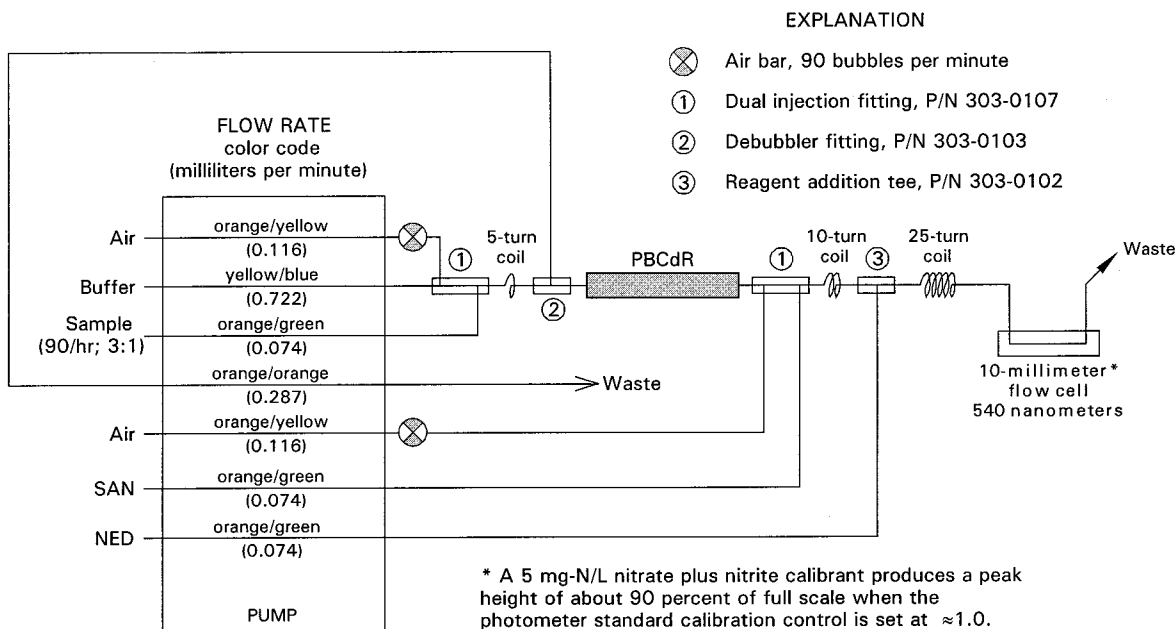 EXPLANATION
Air bar, 90 bubbles per minute
① Dual injection fitting, P/N 303-0107
② Debubbler fitting, P/N 303-0103
③ Reagent addition tee, P/N 303-0102
FLOW RATE
color code
(milliliters per minute)
Air
orange/yellow
(0.116)
Buffer
yellow/blue
(0.722)
Sample
(90/hr; 3:1)
orange/green
(0.074)
orange/orange
(0.287)
Waste
Air
orange/yellow
(0.116)
SAN
orange/green
(0.074)
NED
orange/green
(0.074)
PUMP
①
5-turn
coil
②
PBCdR
①
10-turn
coil
③
25-turn
coil
Waste
10-millimeter*
flow cell
540 nanometers
* A 5 mg-N/L nitrate plus nitrite calibrant produces a peak
height of about 90 percent of full scale when the
photometer standard calibration control is set at ≈1.0.